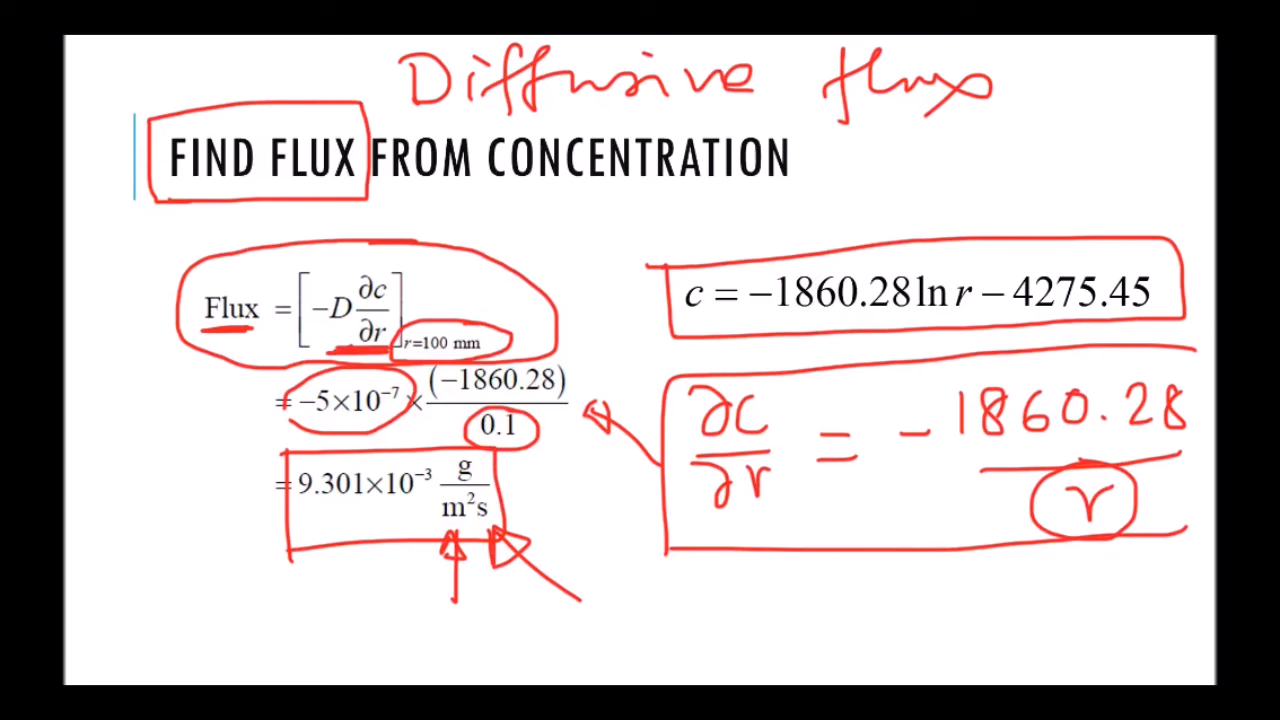 Diffusive flux
FIND FLUX FROM CONCENTRATION
Flux = [−D ∂c/∂r]r=100 mm
= −5×10⁻⁷ × (−1860.28)/0.1
= 9.301×10⁻³ g/m²s
c = −1860.28 ln r − 4275.45
∂c/∂r = −1860.28/r